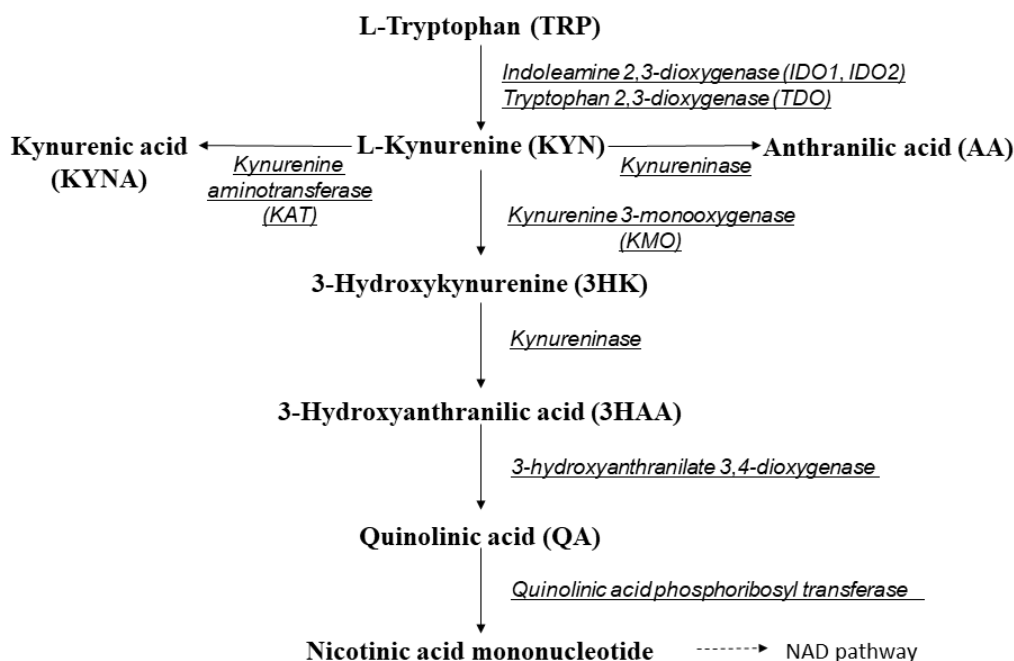 L-Tryptophan (TRP)
Indoleamine 2,3-dioxygenase (IDO1, IDO2)
Tryptophan 2,3-dioxygenase (TDO)
Kynurenic acid
(KYNA)
Kynurenine
aminotransferase
(KAT)
L-Kynurenine (KYN)
Kynureninase
Anthranilic acid (AA)
Kynurenine 3-monooxygenase
(KMO)
3-Hydroxykynurenine (3HK)
Kynureninase
3-Hydroxyanthranilic acid (3HAA)
3-hydroxyanthranilate 3,4-dioxygenase
Quinolinic acid (QA)
Quinolinic acid phosphoribosyl transferase
Nicotinic acid mononucleotide
NAD pathway